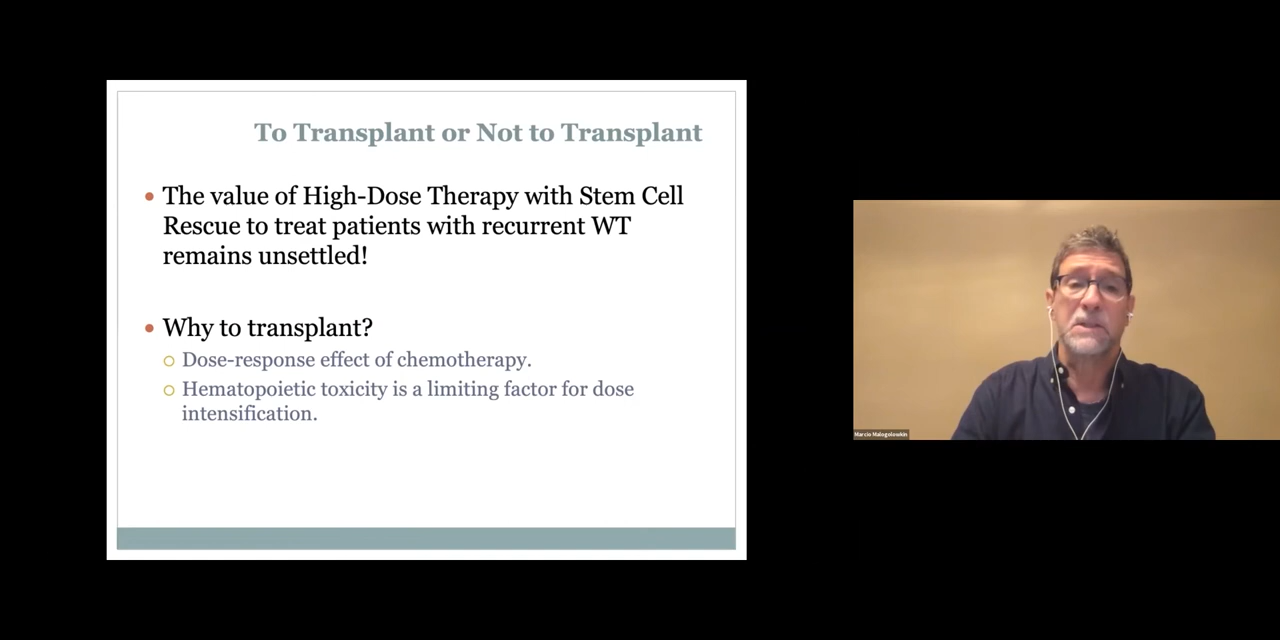 To Transplant or Not to Transplant
• The value of High-Dose Therapy with Stem Cell
Rescue to treat patients with recurrent WT
remains unsettled!
• Why to transplant?
○ Dose-response effect of chemotherapy.
○ Hematopoietic toxicity is a limiting factor for dose
intensification.
Marcio Malogolowkin